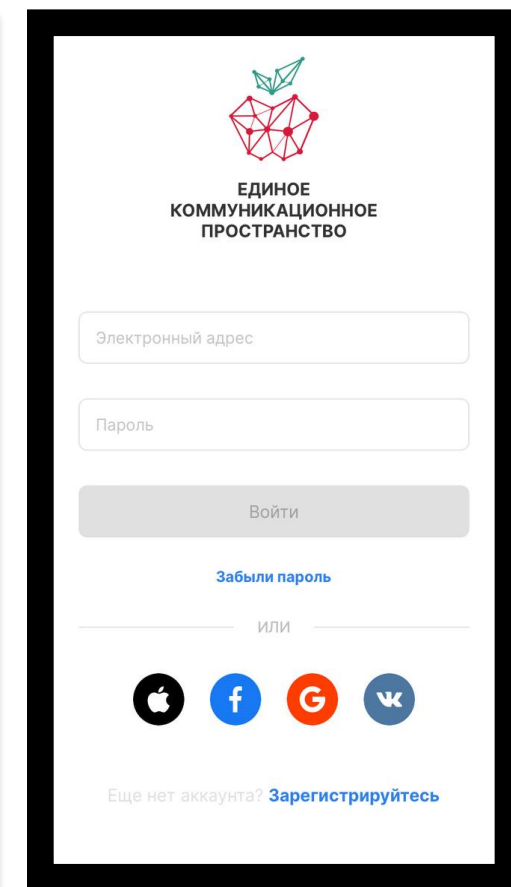 ЕДИНОЕ
КОММУНИКАЦИОННОЕ
ПРОСТРАНСТВО
Электронный адрес
Пароль
Войти
Забыли пароль
или
Еще нет аккаунта? Зарегистрируйтесь